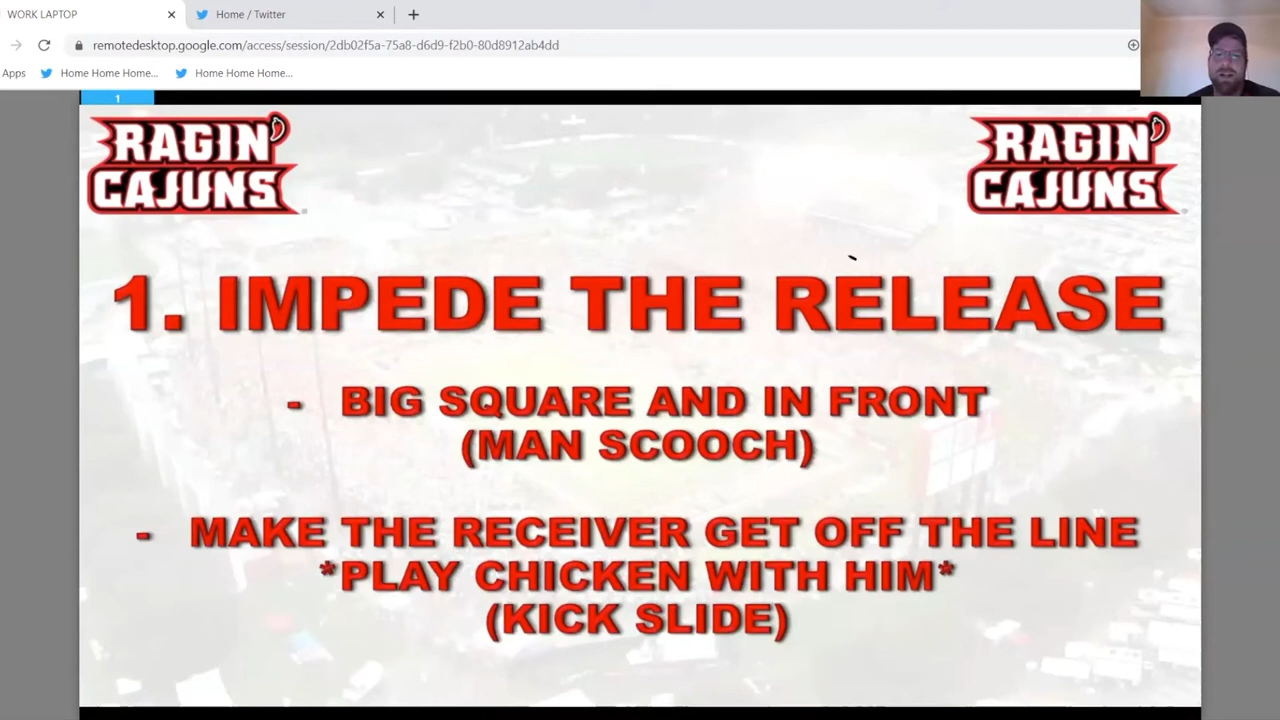 WORK LAPTOP
Home / Twitter
remotedesktop.google.com/access/session/2db02f5a-75a8-d6d9-f2b0-80d8912ab4dd
Apps
Home Home Home...
Home Home Home...
1
RAGIN'
CAJUNS
RAGIN'
CAJUNS
1. IMPEDE THE RELEASE
- BIG SQUARE AND IN FRONT
(MAN SCOOCH)
- MAKE THE RECEIVER GET OFF THE LINE
*PLAY CHICKEN WITH HIM*
(KICK SLIDE)